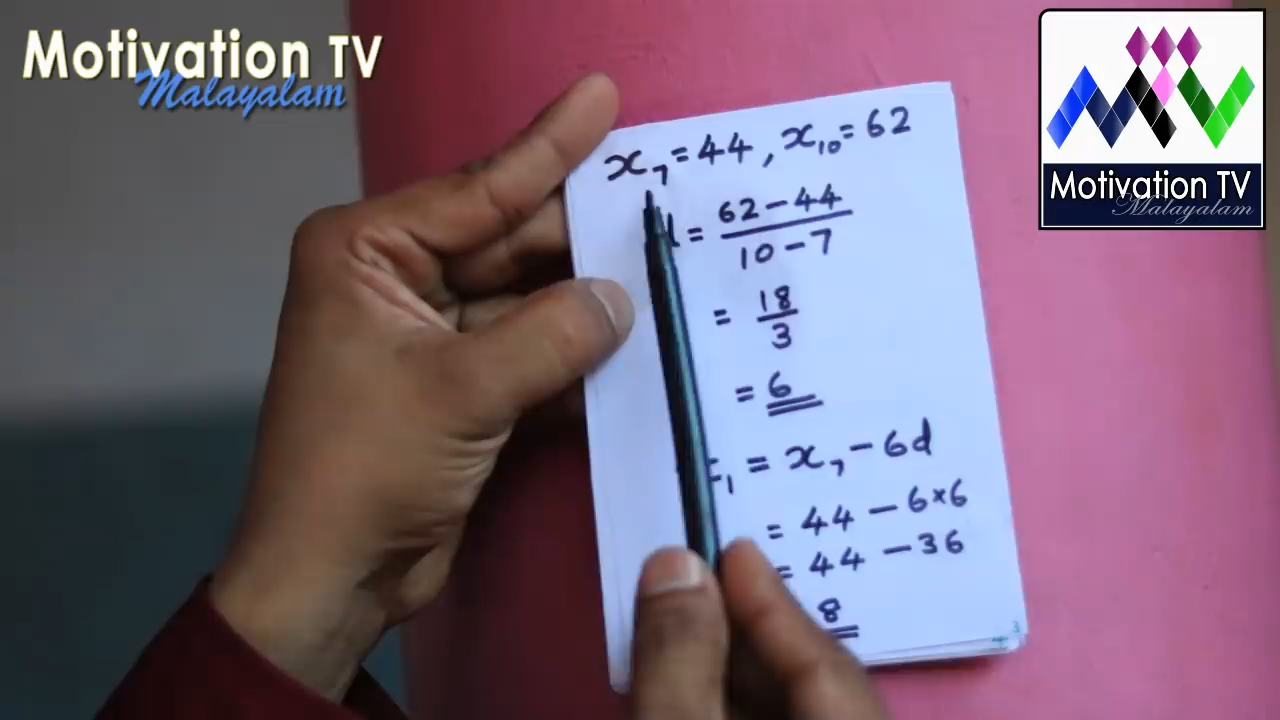 Motivation TV
Malayalam
Motivation TV
Malayalam
x₇ = 44, x₁₀ = 62
= 62 - 44 / 10 - 7
= 18 / 3
= 6
₁ = x₇ - 6d
= 44 - 6×6
= 44 - 36
8